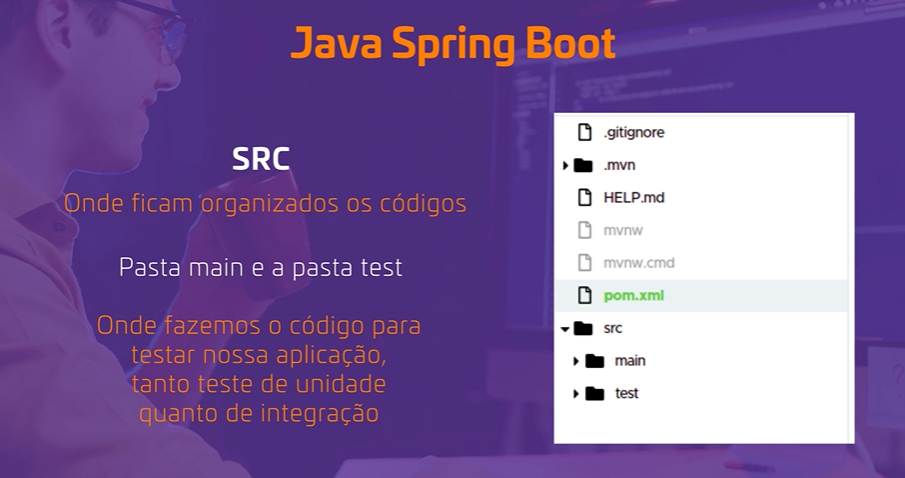 Java Spring Boot
SRC
Onde ficam organizados os códigos
Pasta main e a pasta test
Onde fazemos o código para
testar nossa aplicação,
tanto teste de unidade
quanto de integração
.gitignore
.mvn
HELP.md
mvnw
mvnw.cmd
pom.xml
src
main
test